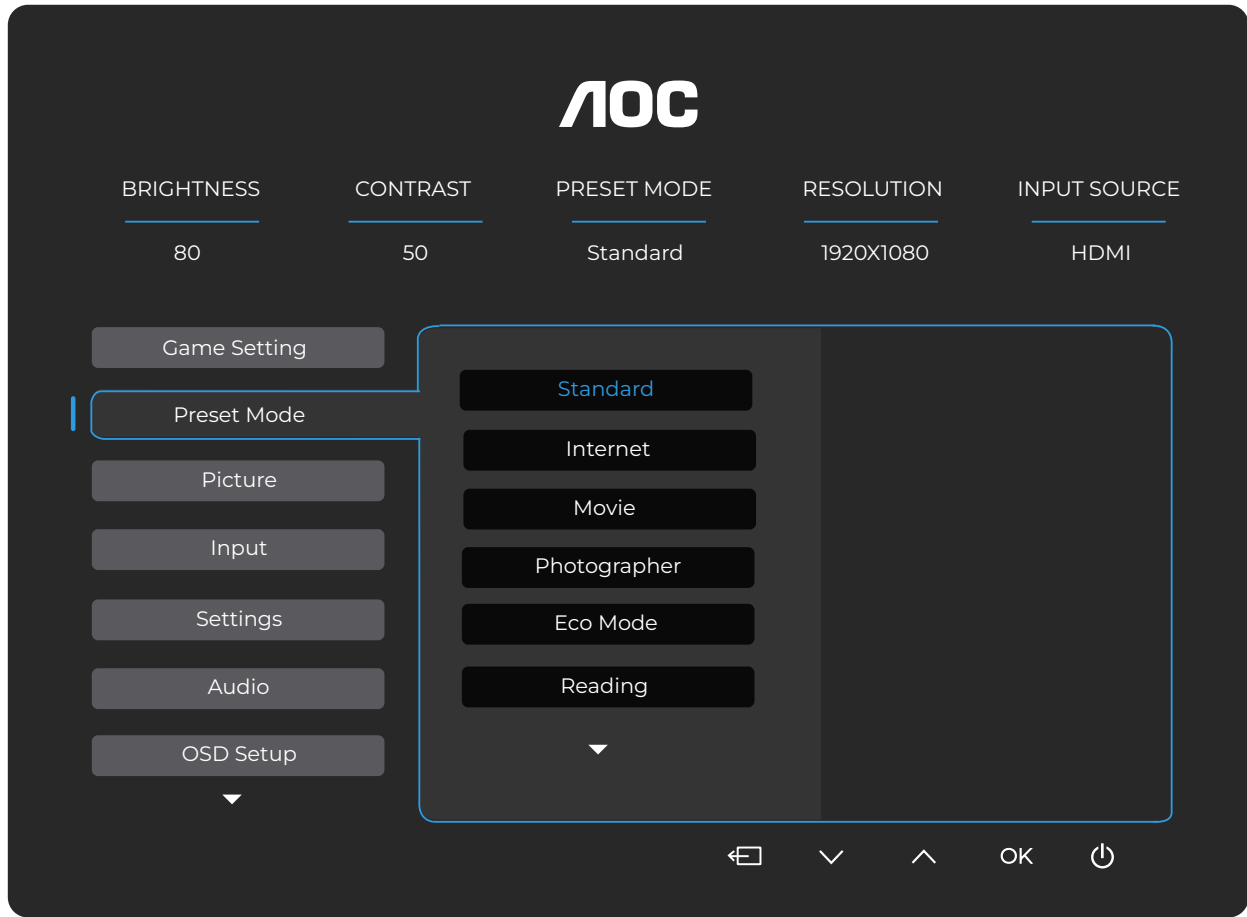 AOC
BRIGHTNESS CONTRAST PRESET MODE RESOLUTION INPUT SOURCE
80 50 Standard 1920X1080 HDMI
Game Setting
Preset Mode
Picture
Input
Settings
Audio
OSD Setup
Standard
Internet
Movie
Photographer
Eco Mode
Reading
OK